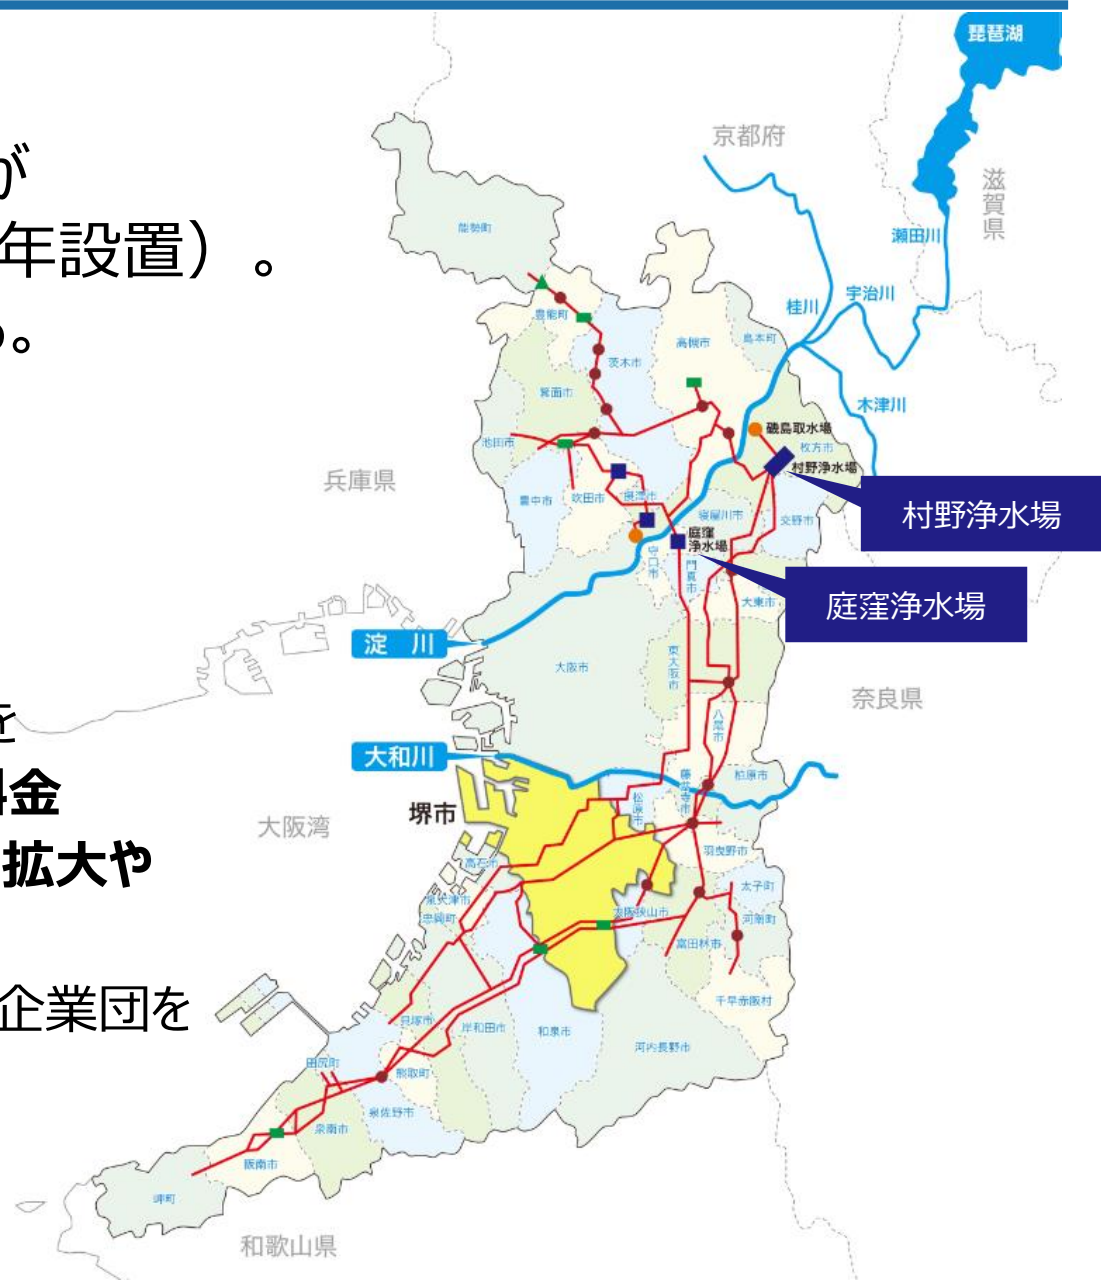 が
年設置）。
る。
を
料金
拡大や
企業団を
琵琶湖
京都府
滋賀県
瀬田川
宇治川
桂川
木津川
能勢町
豊能町
茨木市
高槻市
島本町
箕面市
池田市
磯島取水場
枚方市
村野浄水場
兵庫県
豊中市
吹田市
摂津市
寝屋川市
交野市
村野浄水場
庭窪
浄水場
守口市
門真市
大東市
庭窪浄水場
淀　川
大阪市
東大阪市
奈良県
八尾市
大和川
柏原市
藤井寺市
松原市
堺市
大阪湾
羽曳野市
高石市
太子町
泉大津市
忠岡町
大阪狭山市
河南町
富田林市
千早赤阪村
貝塚市
岸和田市
和泉市
河内長野市
田尻町
熊取町
泉佐野市
泉南市
阪南市
岬町
和歌山県